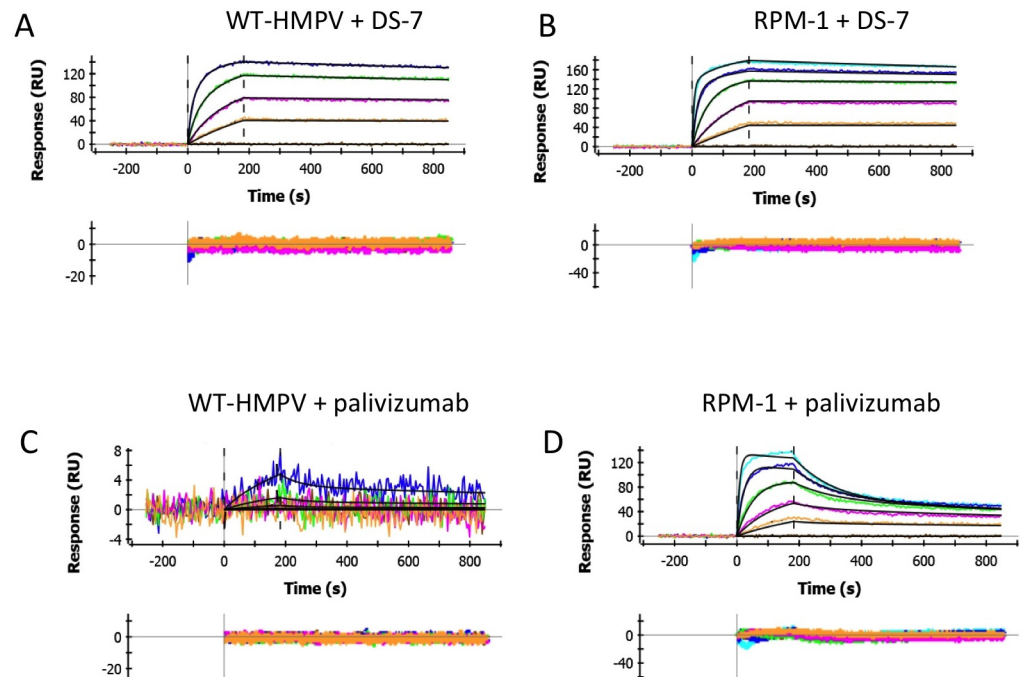 A
WT-HMPV + DS-7
Response (RU)
120
80
40
0
-200 0 200 400 600 800
Time (s)
0
-20
B
RPM-1 + DS-7
Response (RU)
160
120
80
40
0
-200 0 200 400 600 800
Time (s)
0
-40
C
WT-HMPV + palivizumab
Response (RU)
8
4
0
-4
-200 0 200 400 600 800
Time (s)
0
-20
D
RPM-1 + palivizumab
Response (RU)
120
80
40
0
-200 0 200 400 600 800
Time (s)
0
-40